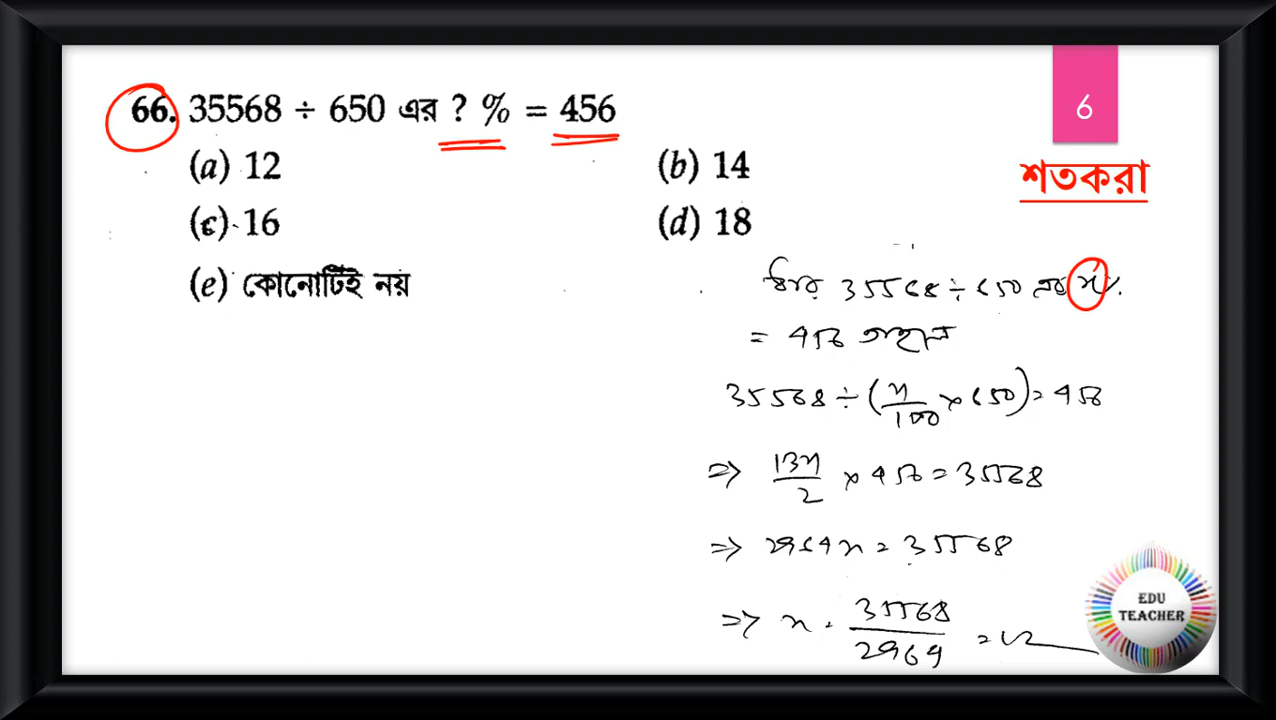 66. 35568 ÷ 650 এর ? % = 456
(a) 12
(b) 14
(c) 16
(d) 18
(e) কোনোটিই নয়
6
শতকরা
ধরি 35568 ÷ 650 এর x%
= 456 তাহলে
35568 ÷ (x/100 × 650) = 456
⇒ 13x/2 × 456 = 35568
⇒ 2964x = 35568
⇒ x = 35568/2964 = 12
EDU
TEACHER